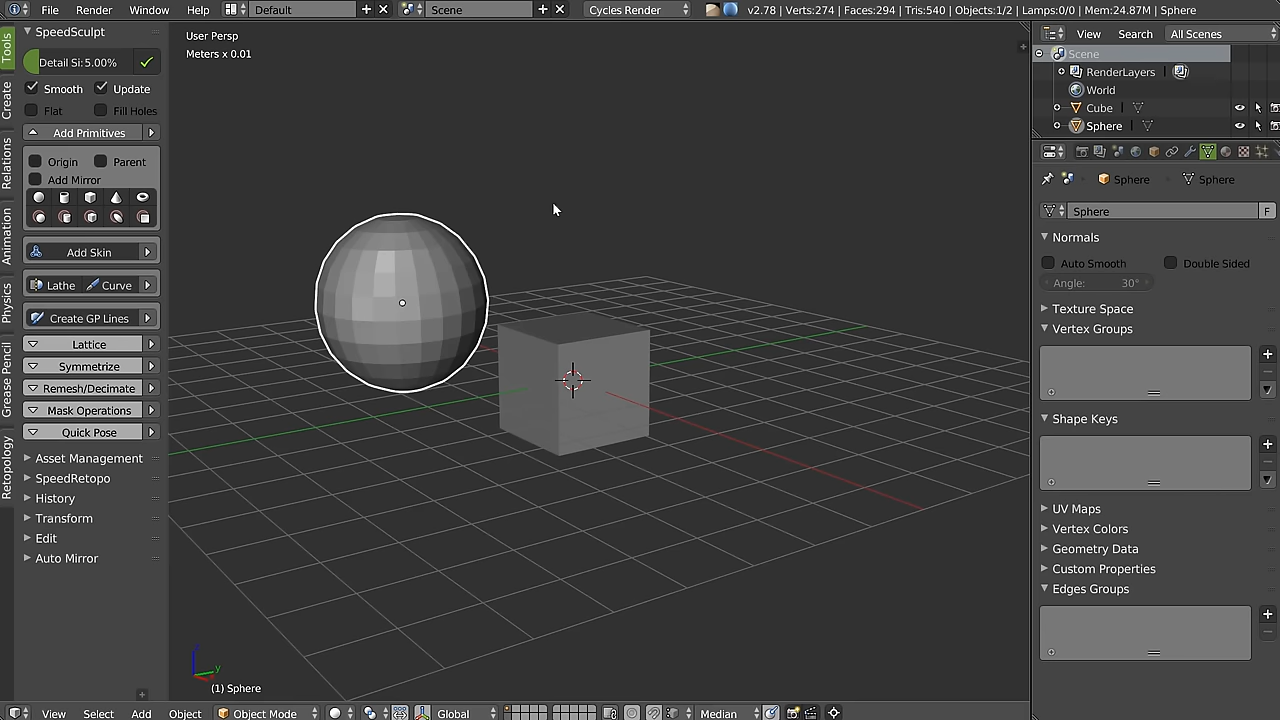 File Render Window Help Default Scene Cycles Render v2.78 | Verts:274 | Faces:294 | Tris:540 | Objects:1/2 | Lamps:0/0 | Mem:24.87M | Sphere
Tools
Create
Relations
Animation
Physics
Grease Pencil
Retopology
SpeedSculpt
Detail Si: 5.00%
Smooth Update
Flat Fill Holes
Add Primitives
Origin Parent
Add Mirror
Add Skin
Lathe Curve
Create GP Lines
Lattice
Symmetrize
Remesh/Decimate
Mask Operations
Quick Pose
Asset Management
SpeedRetopo
History
Transform
Edit
Auto Mirror
User Persp
Meters x 0.01
(1) Sphere
View Search All Scenes
Scene
RenderLayers
World
Cube
Sphere
Sphere Sphere
Sphere F
Normals
Auto Smooth Double Sided
Angle: 30°
Texture Space
Vertex Groups
Shape Keys
UV Maps
Vertex Colors
Geometry Data
Custom Properties
Edges Groups
View Select Add Object Object Mode Global Median